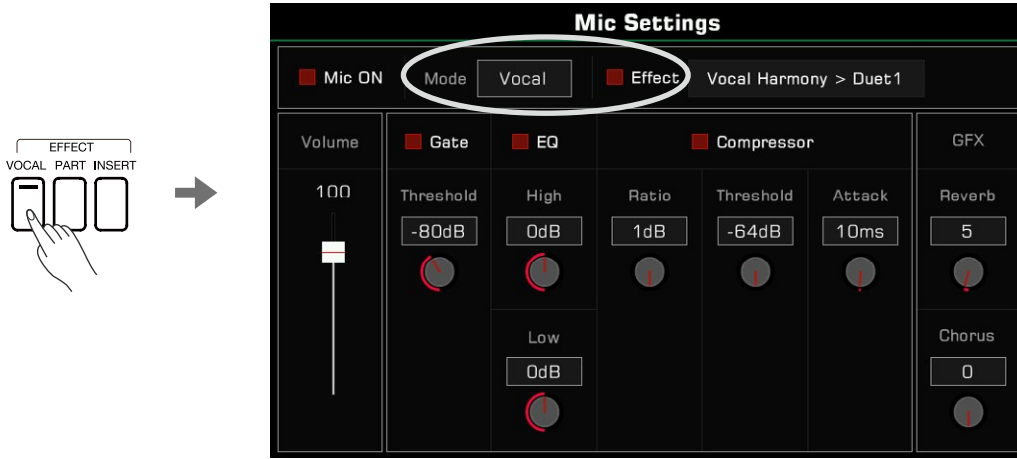 EFFECT
VOCAL PART INSERT
Mic Settings
Mic ON Mode Vocal Effect Vocal Harmony > Duet1
Volume Gate EQ Compressor GFX
100 Threshold High Ratio Threshold Attack Reverb
-80dB 0dB 1dB -64dB 10ms 5
Low Chorus
0dB 0